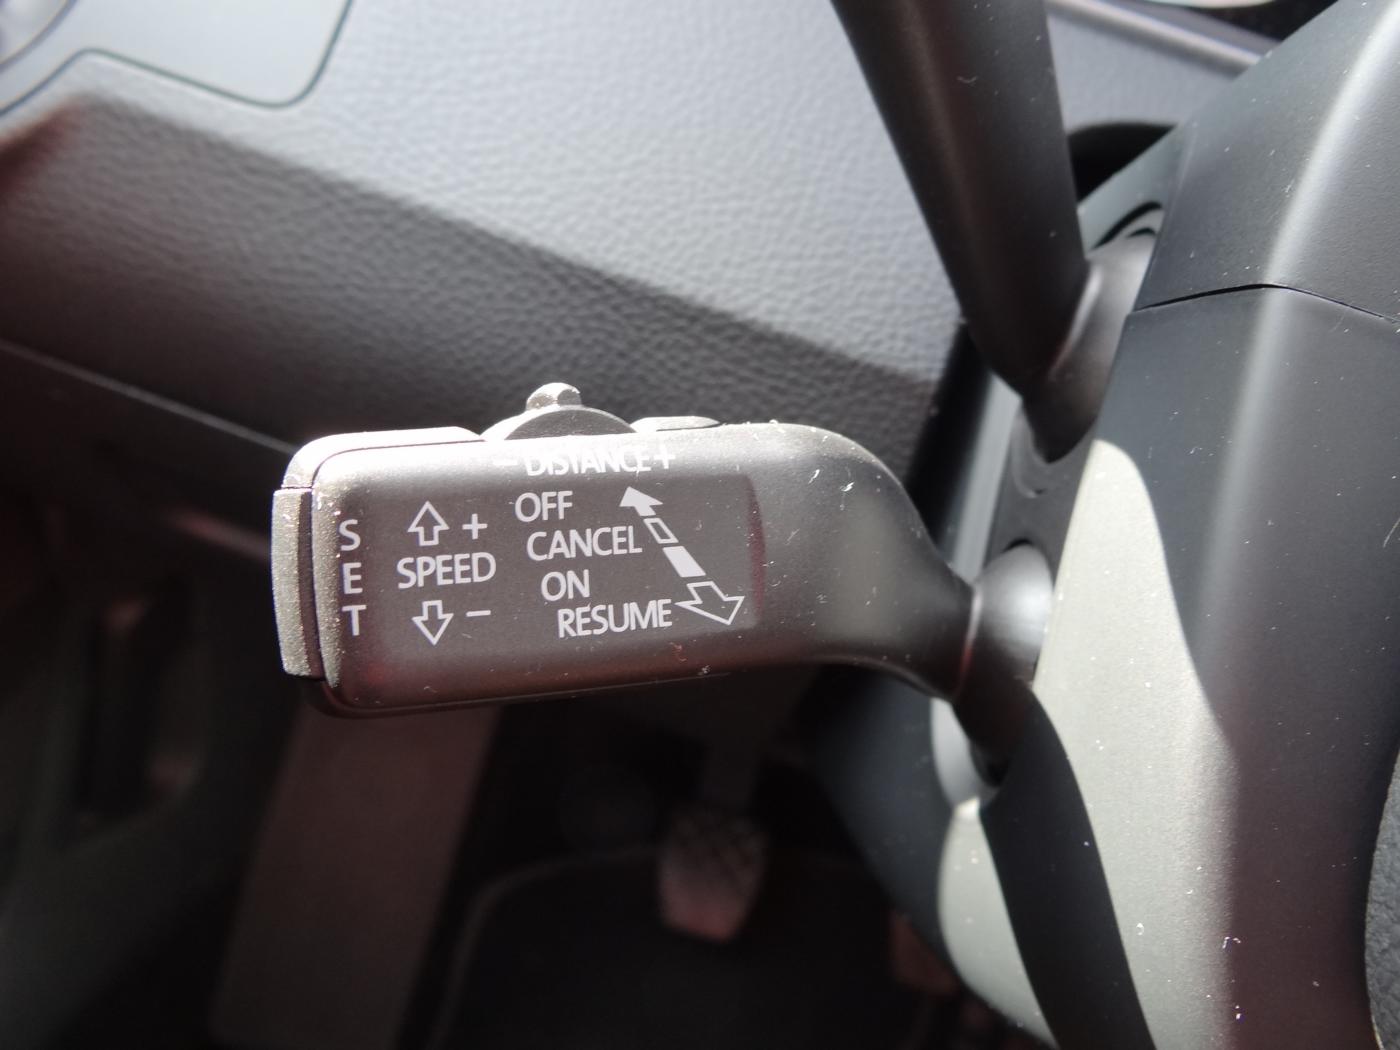 - DISTANCE +
SET
+
SPEED
-
OFF
CANCEL
ON
RESUME